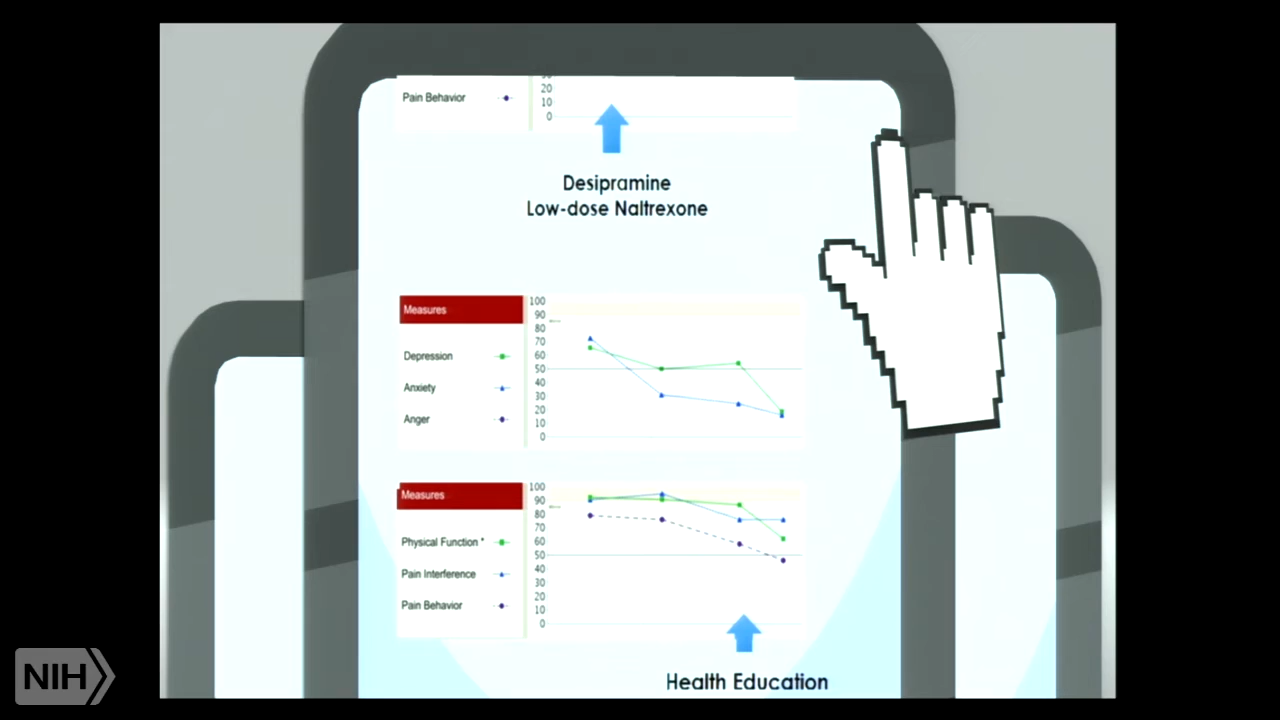 Pain Behavior
20
10
0
Desipramine
Low-dose Naltrexone
Measures
100
90
80
70
60
50
40
30
20
10
0
Depression
Anxiety
Anger
Measures
100
90
80
70
60
50
40
30
20
10
0
Physical Function *
Pain Interference
Pain Behavior
Health Education
NIH